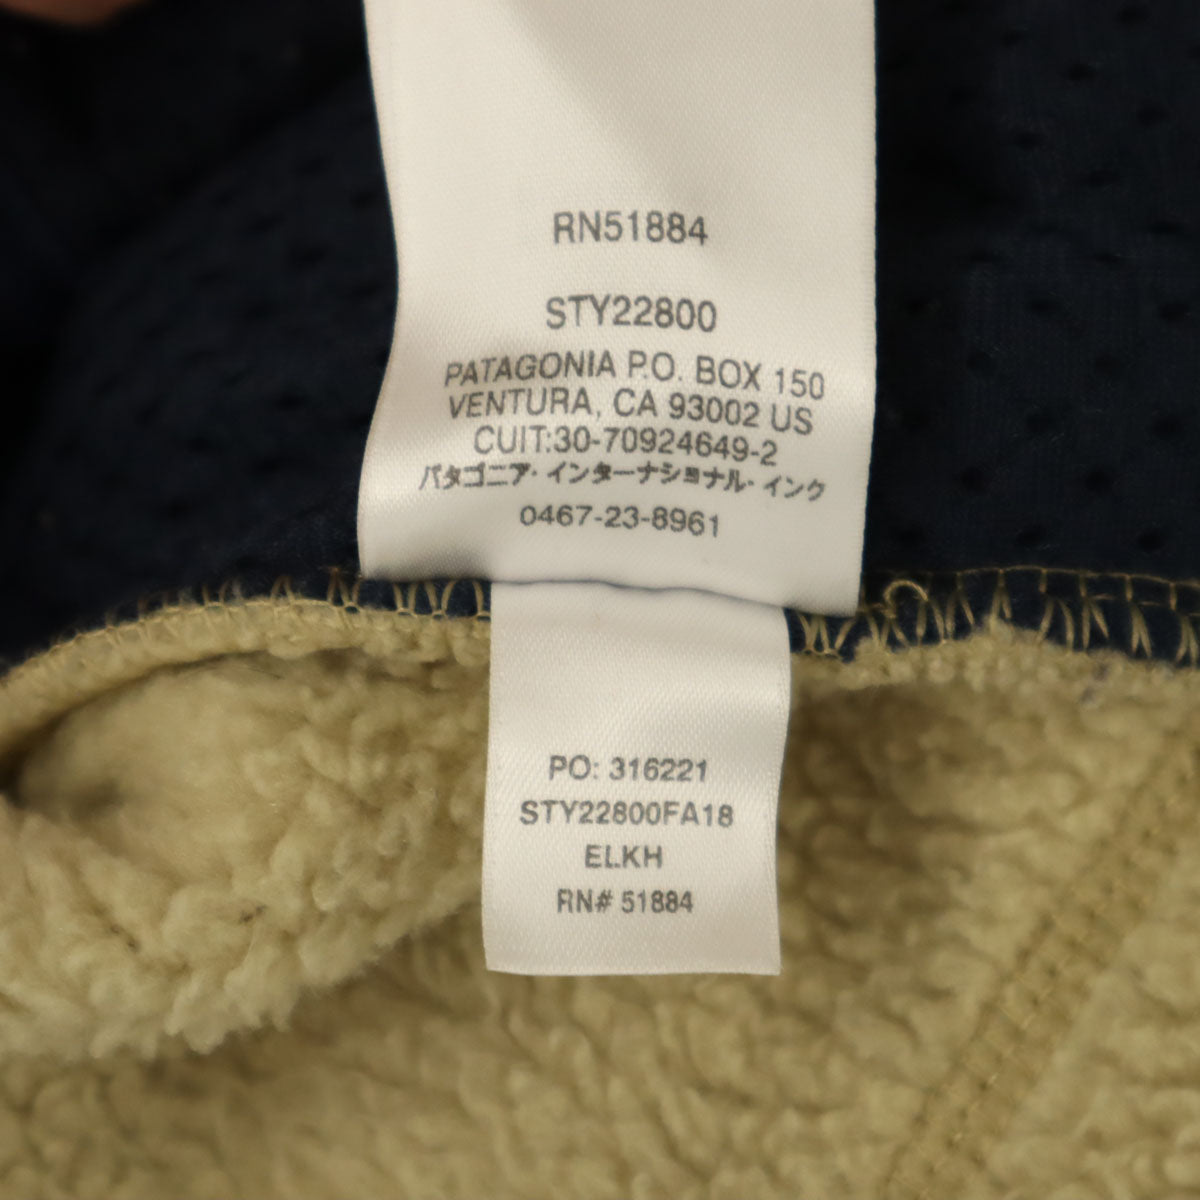 RN51884
STY22800
PATAGONIA P.O. BOX 150
VENTURA, CA 93002 US
CUIT:30-70924649-2
パタゴニア・インターナショナル・インク
0467-23-8961
PO: 316221
STY22800FA18
ELKH
RN# 51884